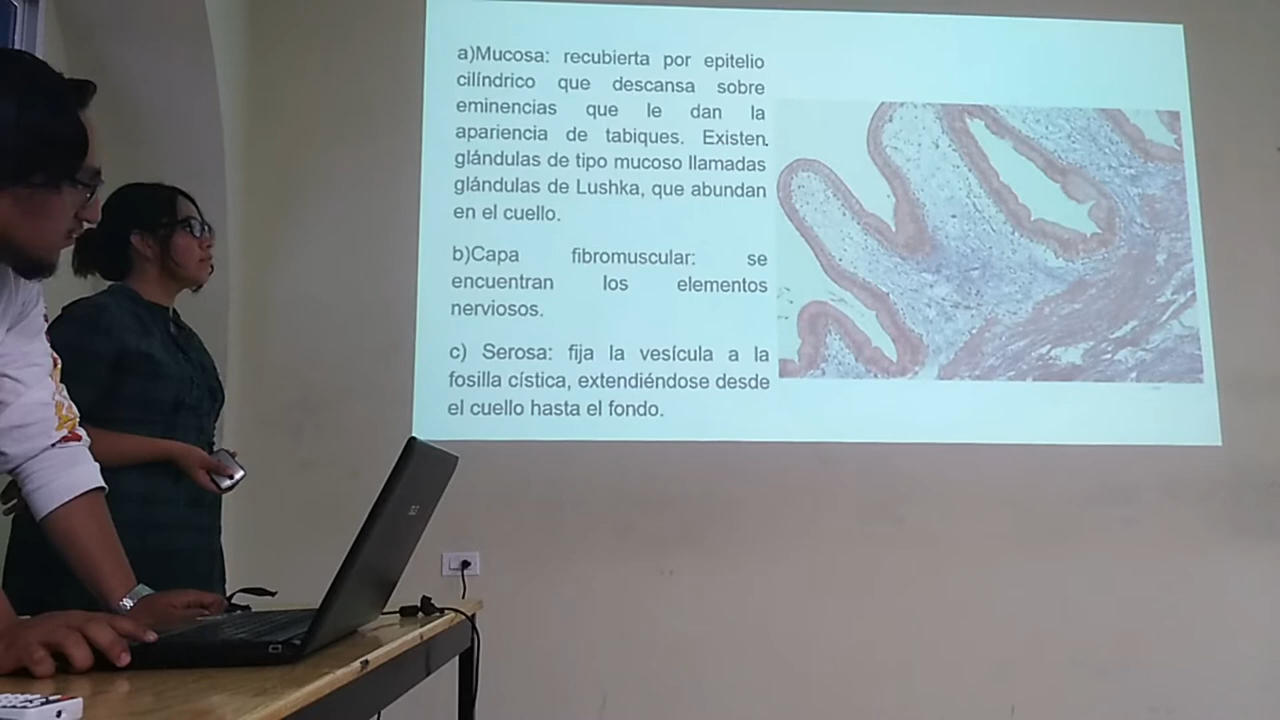 a)Mucosa: recubierta por epitelio
cilíndrico que descansa sobre
eminencias que le dan la
apariencia de tabiques. Existen
glándulas de tipo mucoso llamadas
glándulas de Lushka, que abundan
en el cuello.
b)Capa fibromuscular: se
encuentran los elementos
nerviosos.
c) Serosa: fija la vesícula a la
fosilla cística, extendiéndose desde
el cuello hasta el fondo.